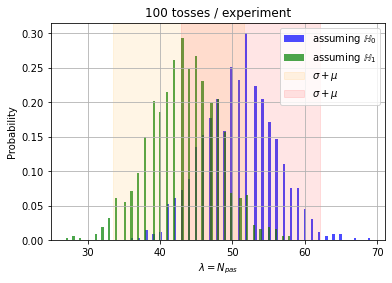 100 tosses / experiment
assuming ℍ₀
assuming ℍ₁
σ + μ
σ + μ
Probability
0.30
0.25
0.20
0.15
0.10
0.05
0.00
30 40 50 60 70
λ = N_pas